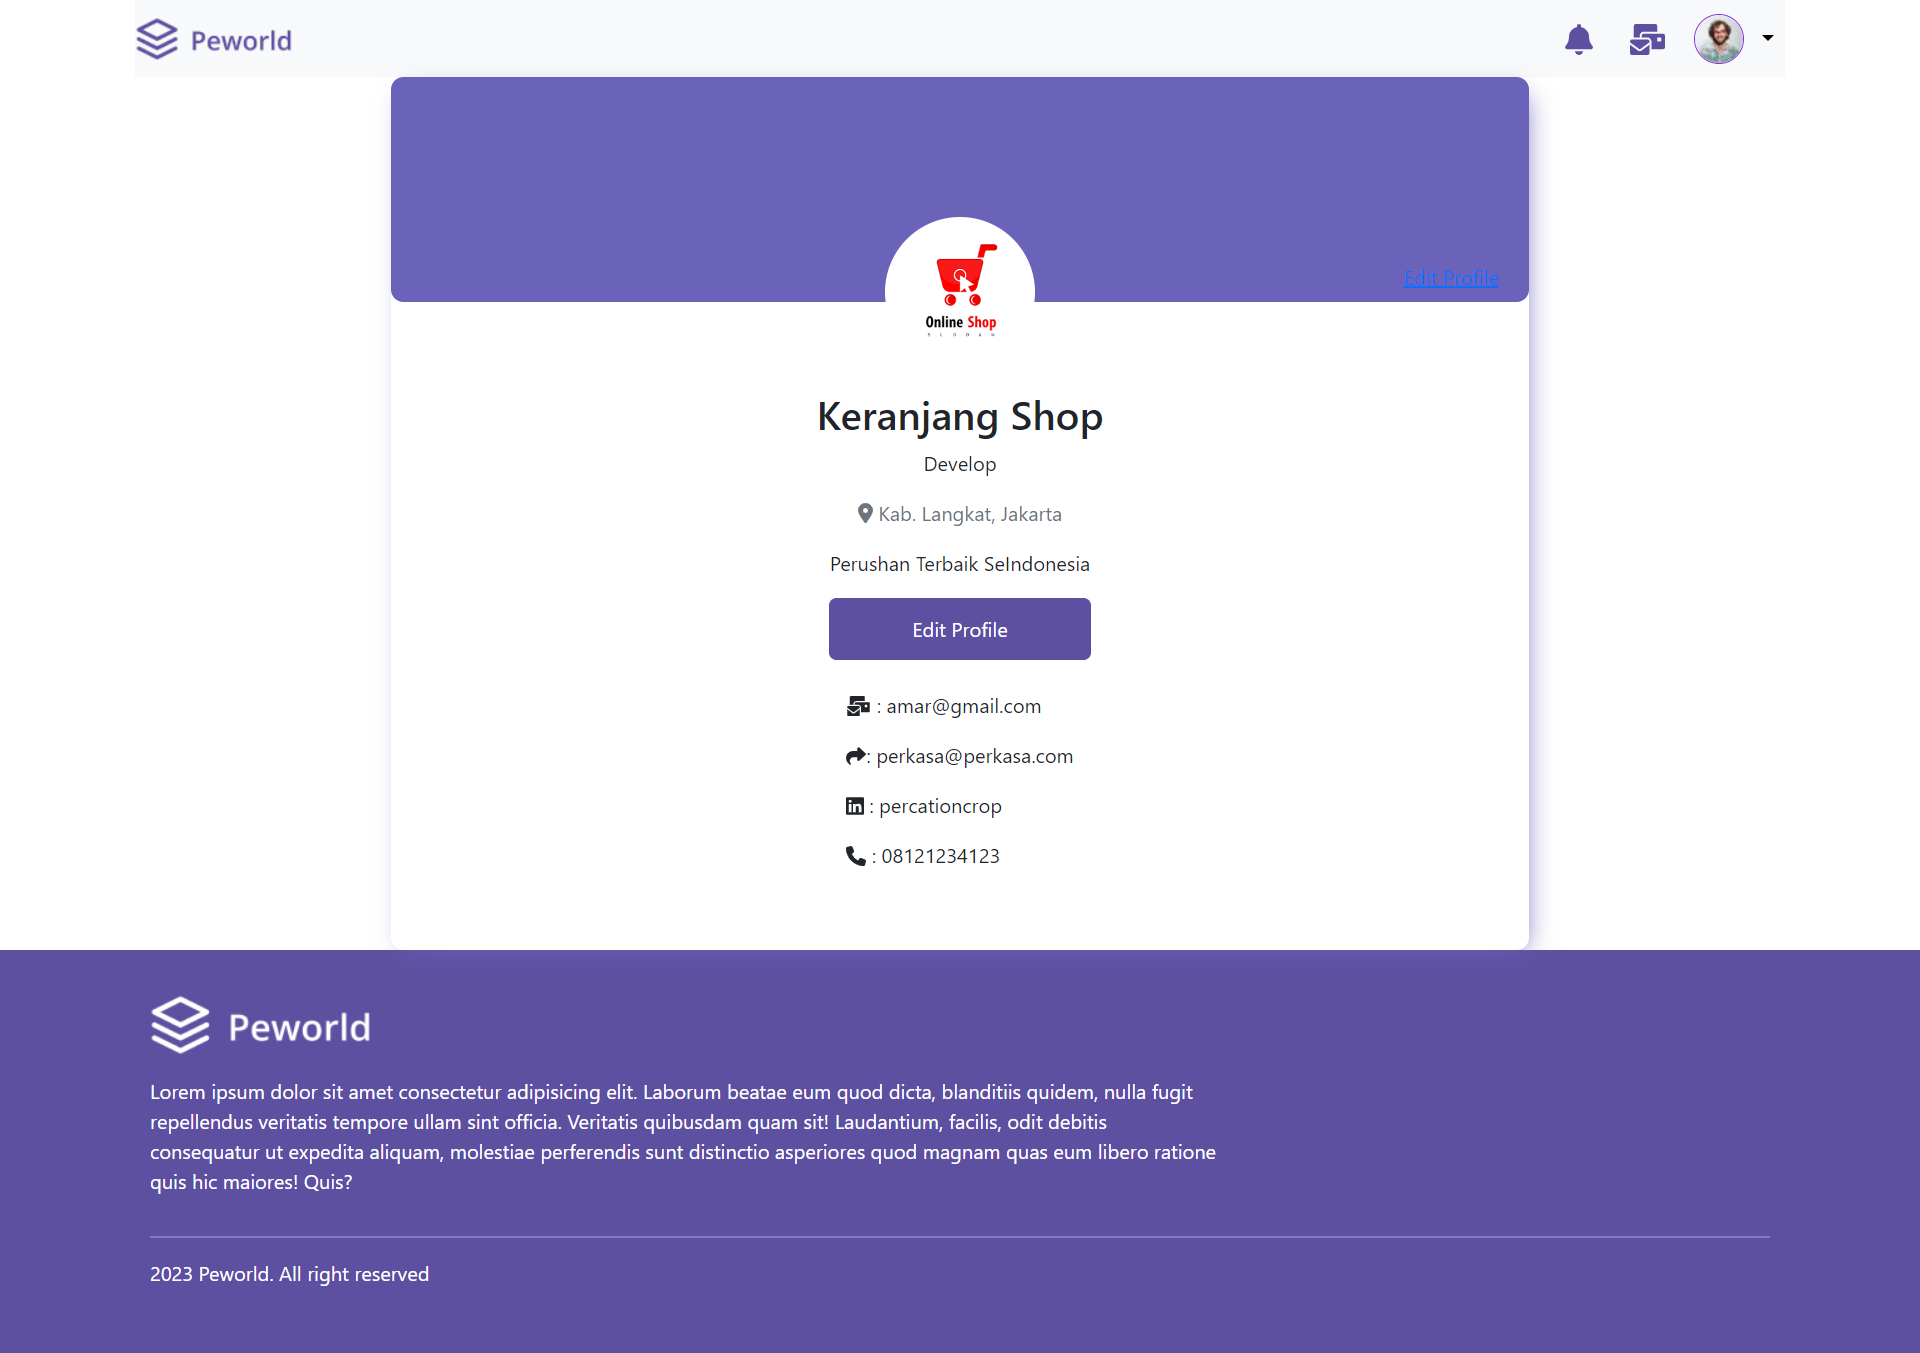 Peworld
Edit Profile
Online Shop
SLOGAN
Keranjang Shop
Develop
Kab. Langkat, Jakarta
Perushan Terbaik SeIndonesia
Edit Profile
: amar@gmail.com
: perkasa@perkasa.com
in : percationcrop
: 08121234123
Peworld
Lorem ipsum dolor sit amet consectetur adipisicing elit. Laborum beatae eum quod dicta, blanditiis quidem, nulla fugit
repellendus veritatis tempore ullam sint officia. Veritatis quibusdam quam sit! Laudantium, facilis, odit debitis
consequatur ut expedita aliquam, molestiae perferendis sunt distinctio asperiores quod magnam quas eum libero ratione
quis hic maiores! Quis?
2023 Peworld. All right reserved